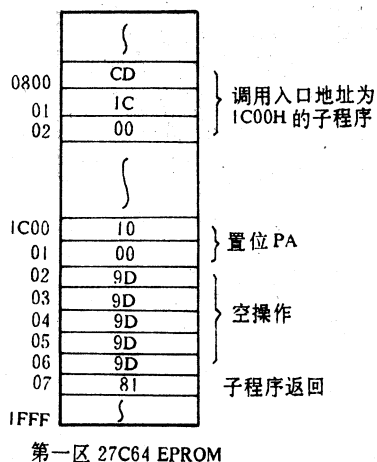 0800 CD
01 1C
02 00
调用入口地址为
1C00H 的子程序
1C00 10
01 00
置位 PA
02 9D
03 9D
04 9D
05 9D
06 9D
空操作
07 81 子程序返回
1FFF
第一区 27C64 EPROM